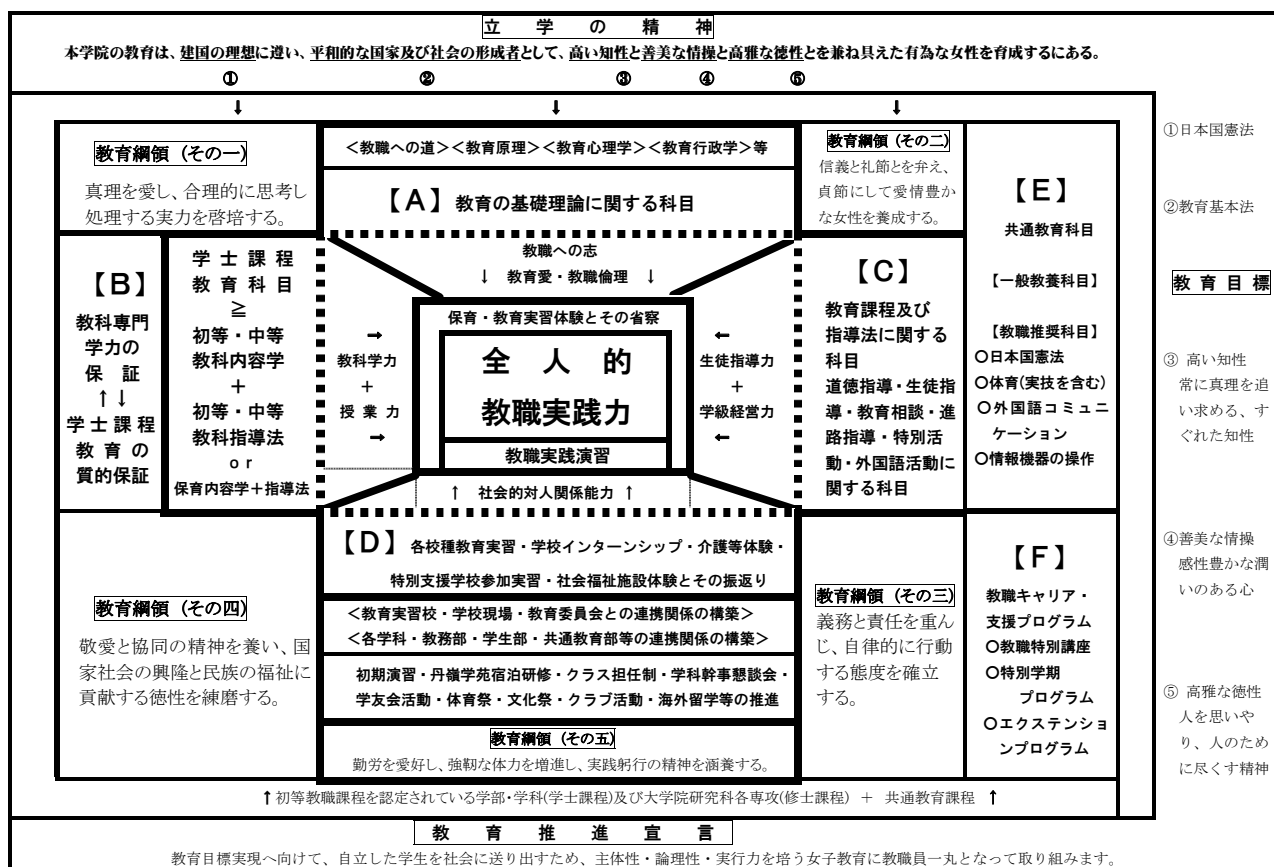 立学の精神
本学院の教育は、建国の理想に遵い、平和的な国家及び社会の形成者として、高い知性と善美な情操と高雅な徳性とを兼ね具えた有為な女性を育成するにある。
① ② ③ ④ ⑤
↓ ↓ ↓
教育綱領（その一）
真理を愛し、合理的に思考し
処理する実力を啓培する。
＜教職への道＞＜教育原理＞＜教育心理学＞＜教育行政学＞等
【A】教育の基礎理論に関する科目
教育綱領（その二）
信義と礼節とを弁え、
貞節にして愛情豊か
な女性を養成する。
【B】
教科専門
学力の
保証
↑↓
学士課程
教育の
質的保証
学士課程
教育科目
≧
初等・中等
教科内容学
＋
初等・中等
教科指導法
or
保育内容学＋指導法
教職への志
↓ 教育愛・教職倫理 ↓
→
教科学力
＋
授業力
→
保育・教育実習体験とその省察
全人的
教職実践力
教職実践演習
←
生徒指導力
＋
学級経営力
←
↑ 社会的対人関係能力 ↑
【C】
教育課程及び
指導法に関する
科目
道徳指導・生徒指
導・教育相談・進
路指導・特別活
動・外国語活動に
関する科目
【E】
共通教育科目
【一般教養科目】
【教職推奨科目】
○日本国憲法
○体育(実技を含む)
○外国語コミュニ
ケーション
○情報機器の操作
【D】各校種教育実習・学校インターンシップ・介護等体験・
特別支援学校参加実習・社会福祉施設体験とその振返り
＜教育実習校・学校現場・教育委員会との連携関係の構築＞
＜各学科・教務部・学生部・共通教育部等の連携関係の構築＞
初期演習・丹嶺学苑宿泊研修・クラス担任制・学科幹事懇談会・
学友会活動・体育祭・文化祭・クラブ活動・海外留学等の推進
教育綱領（その四）
敬愛と協同の精神を養い、国
家社会の興隆と民族の福祉に
貢献する徳性を練磨する。
教育綱領（その三）
義務と責任を重ん
じ、自律的に行動
する態度を確立
する。
教育綱領（その五）
勤労を愛好し、強靭な体力を増進し、実践躬行の精神を涵養する。
【F】
教職キャリア・
支援プログラム
○教職特別講座
○特別学期
プログラム
○エクステンショ
ンプログラム
↑初等教職課程を認定されている学部・学科(学士課程)及び大学院研究科各専攻(修士課程) ＋ 共通教育課程 ↑
①日本国憲法
②教育基本法
教育目標
③ 高い知性
常に真理を追
い求める、す
ぐれた知性
④善美な情操
感性豊かな潤
いのある心
⑤ 高雅な徳性
人を思いや
り、人のため
に尽くす精神
教育推進宣言
教育目標実現へ向けて、自立した学生を社会に送り出すため、主体性・論理性・実行力を培う女子教育に教職員一丸となって取り組みます。